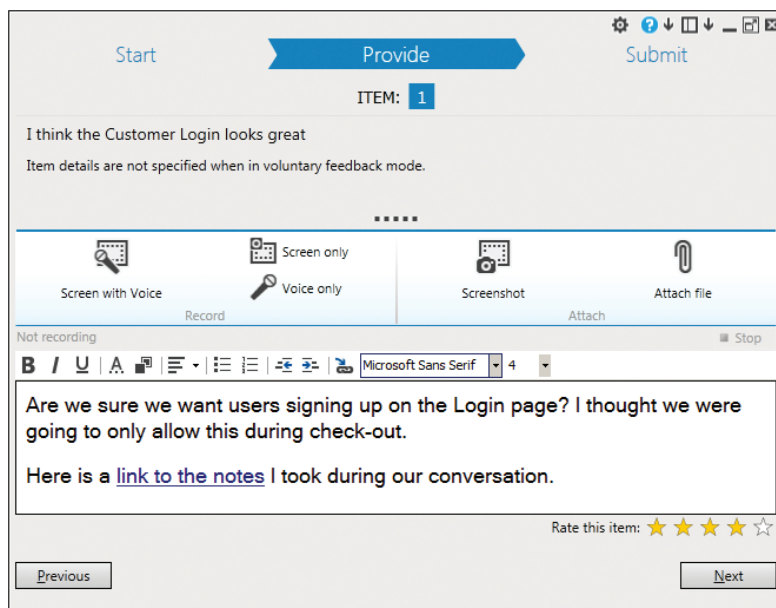 Start Provide Submit
ITEM: 1
I think the Customer Login looks great
Item details are not specified when in voluntary feedback mode.
Screen with Voice
Screen only
Voice only
Record
Screenshot
Attach file
Attach
Not recording
Stop
B I U A Microsoft Sans Serif 4
Are we sure we want users signing up on the Login page? I thought we were
going to only allow this during check-out.
Here is a link to the notes I took during our conversation.
Rate this item:
Previous
Next